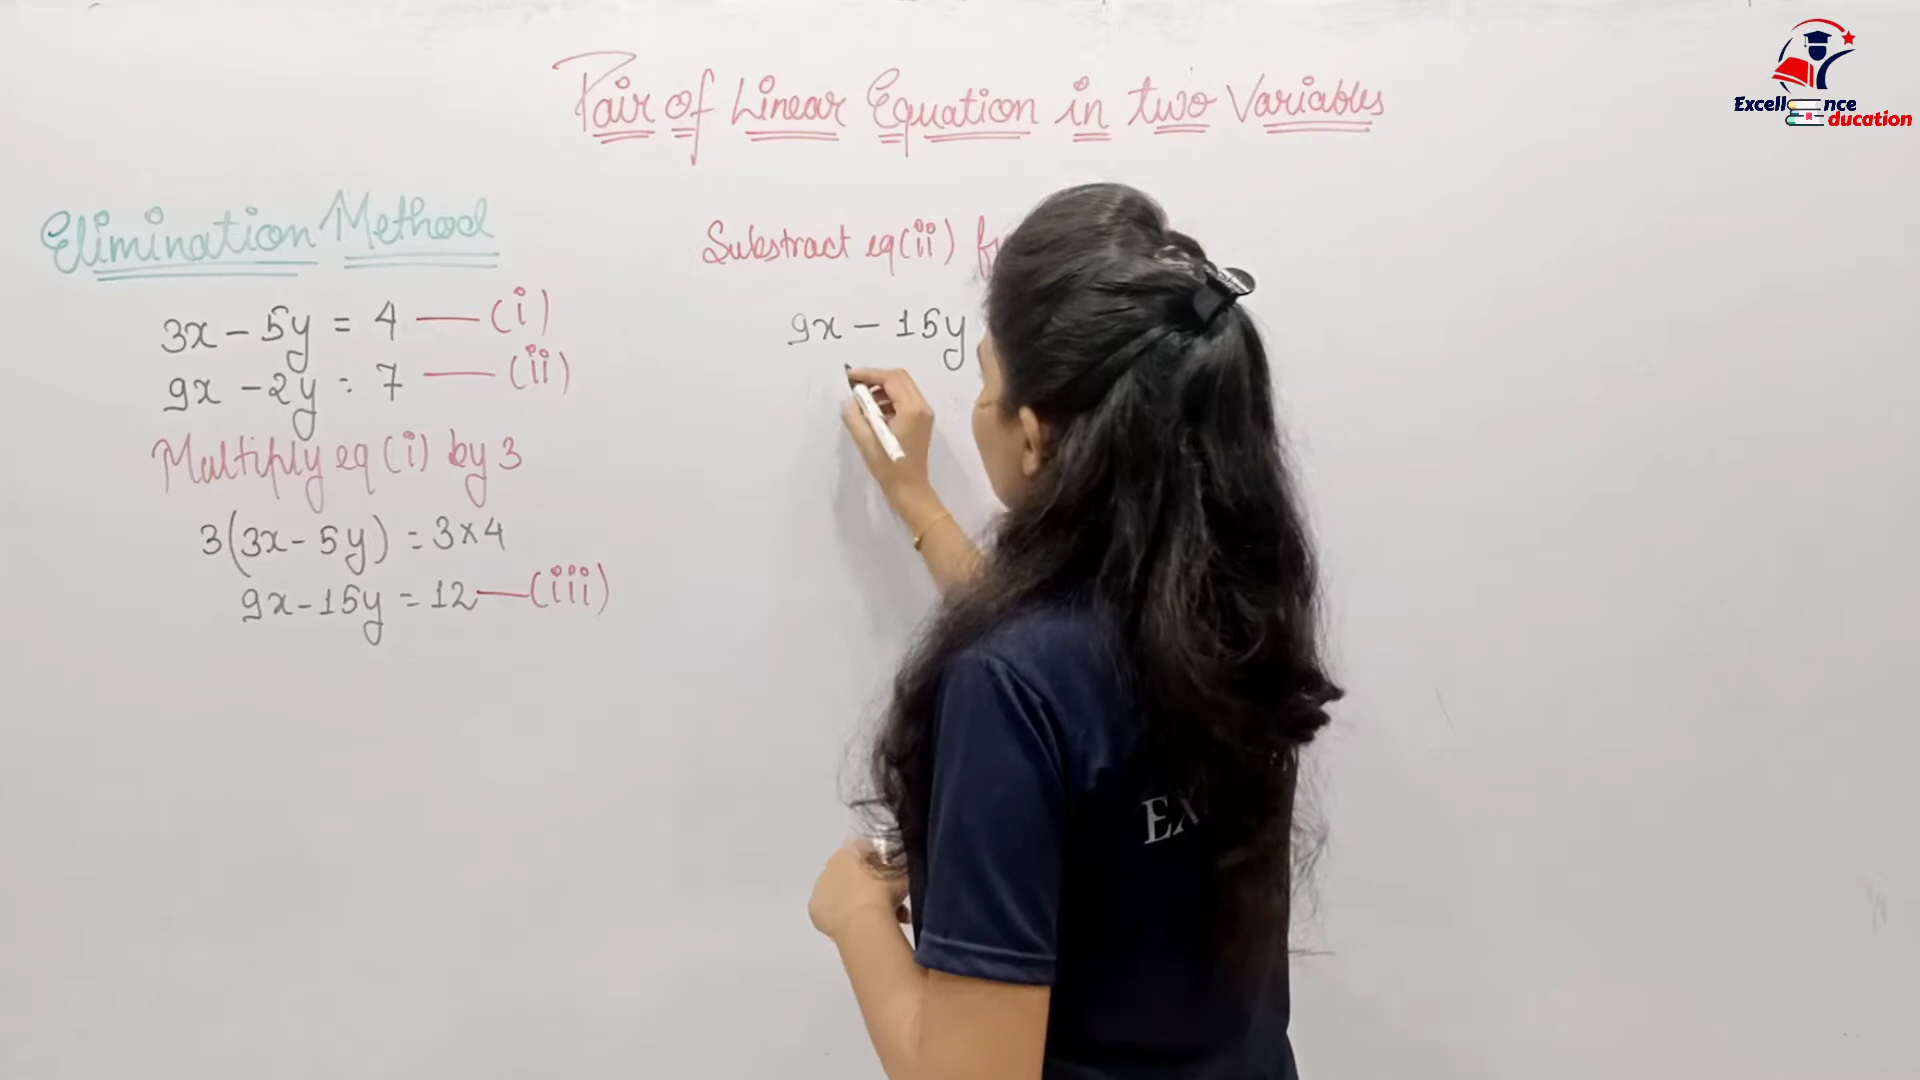 Pair of Linear Equation in two Variables
Excellence
Education
Elimination Method
3x - 5y = 4 — (i)
9x - 2y = 7 — (ii)
Multiply eq (i) by 3
3(3x - 5y) = 3 × 4
9x - 15y = 12 — (iii)
Substract eq (ii)
9x - 15y